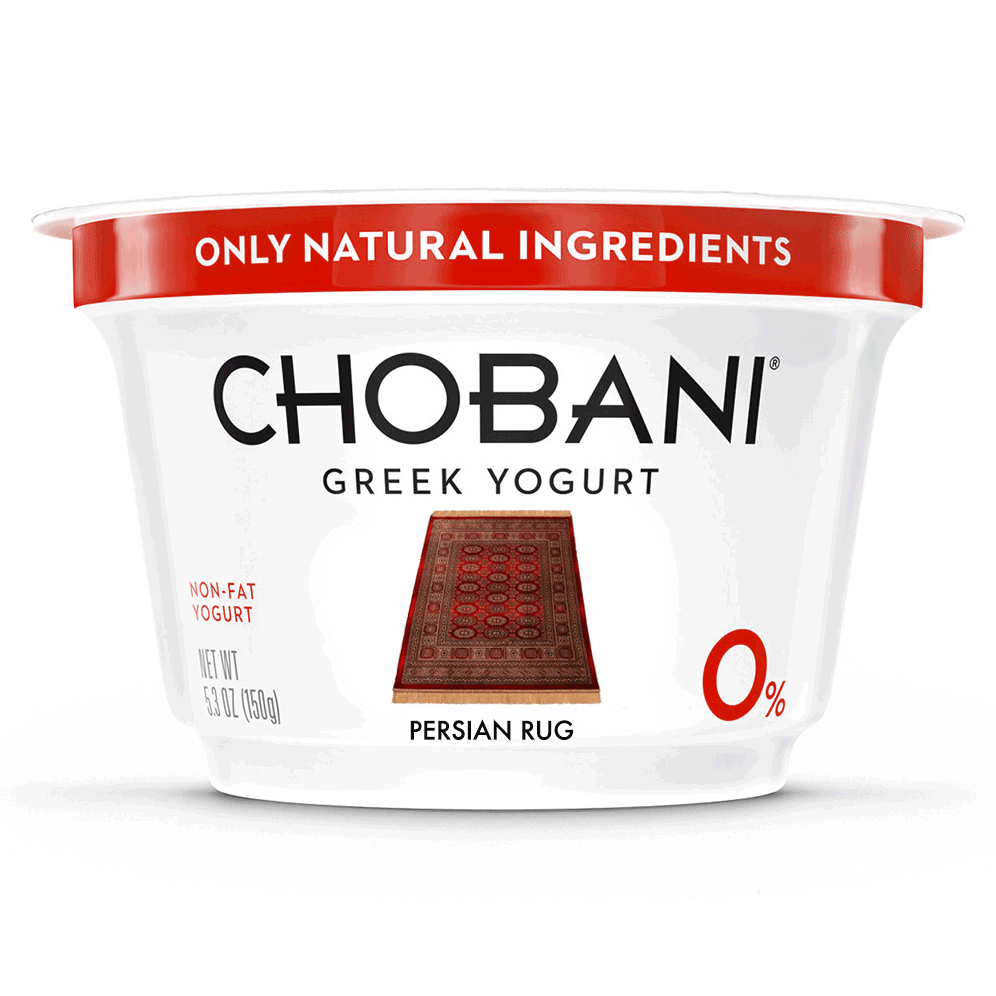 ONLY NATURAL INGREDIENTS
CHOBANI®
GREEK YOGURT
NON-FAT
YOGURT
NET WT
5.3 OZ (150g)
0%
PERSIAN RUG